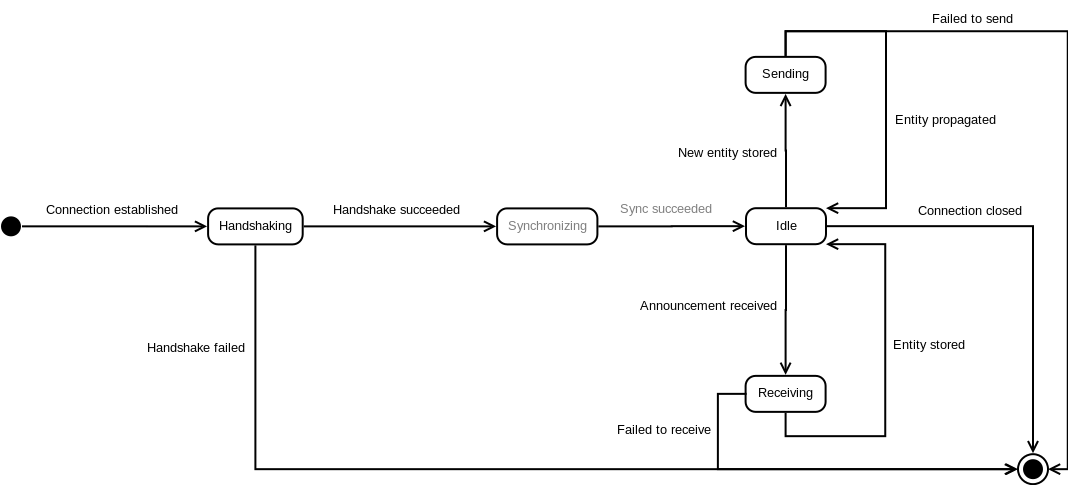 Failed to send
Sending
Entity propagated
New entity stored
Connection established
Handshake succeeded
Sync succeeded
Connection closed
Handshaking
Synchronizing
Idle
Announcement received
Handshake failed
Entity stored
Receiving
Failed to receive